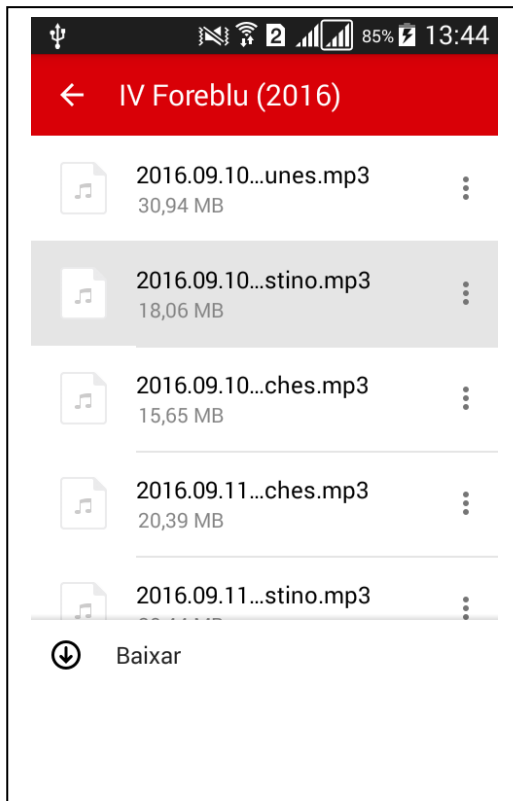 2 85% 13:44
IV Foreblu (2016)
2016.09.10...unes.mp3
30,94 MB
2016.09.10...stino.mp3
18,06 MB
2016.09.10...ches.mp3
15,65 MB
2016.09.11...ches.mp3
20,39 MB
2016.09.11...stino.mp3
Baixar